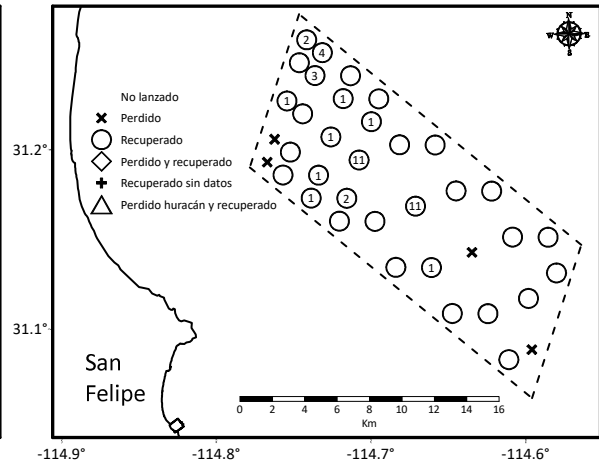 N
W E
S
2
4
3
1
1
1
No lanzado
Perdido
31.2°
Recuperado
1
11
Perdido y recuperado
1
Recuperado sin datos
1
2
Perdido huracán y recuperado
11
1
31.1°
San
Felipe
0 2 4 6 8 10 12 14 16
Km
-114.9 -114.8 -114.7 -114.6